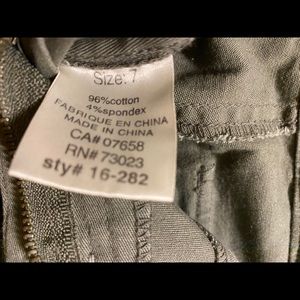 Size: 7
96%cotton
4%spondex
FABRIQUE EN CHINA
MADE IN CHINA
CA# 07658
RN# 73023
sty# 16-282